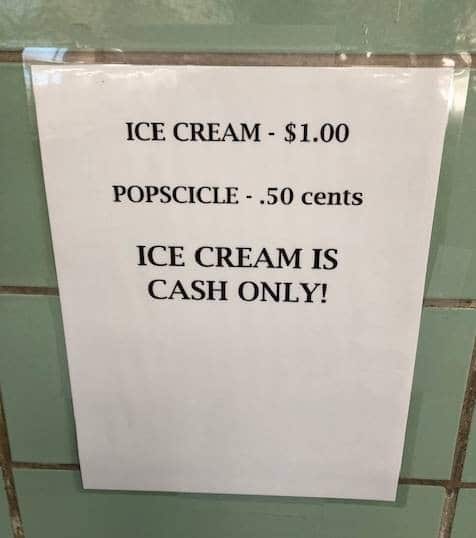 ICE CREAM - $1.00
POPSCICLE - .50 cents
ICE CREAM IS
CASH ONLY!